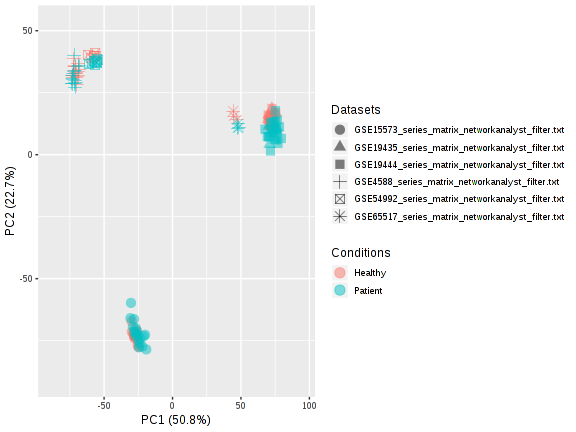 50
0
-50
PC2 (22.7%)
-50
0
50
100
PC1 (50.8%)
Datasets
GSE15573_series_matrix_networkanalyst_filter.txt
GSE19435_series_matrix_networkanalyst_filter.txt
GSE19444_series_matrix_networkanalyst_filter.txt
GSE4588_series_matrix_networkanalyst_filter.txt
GSE54992_series_matrix_networkanalyst_filter.txt
GSE65517_series_matrix_networkanalyst_filter.txt
Conditions
Healthy
Patient